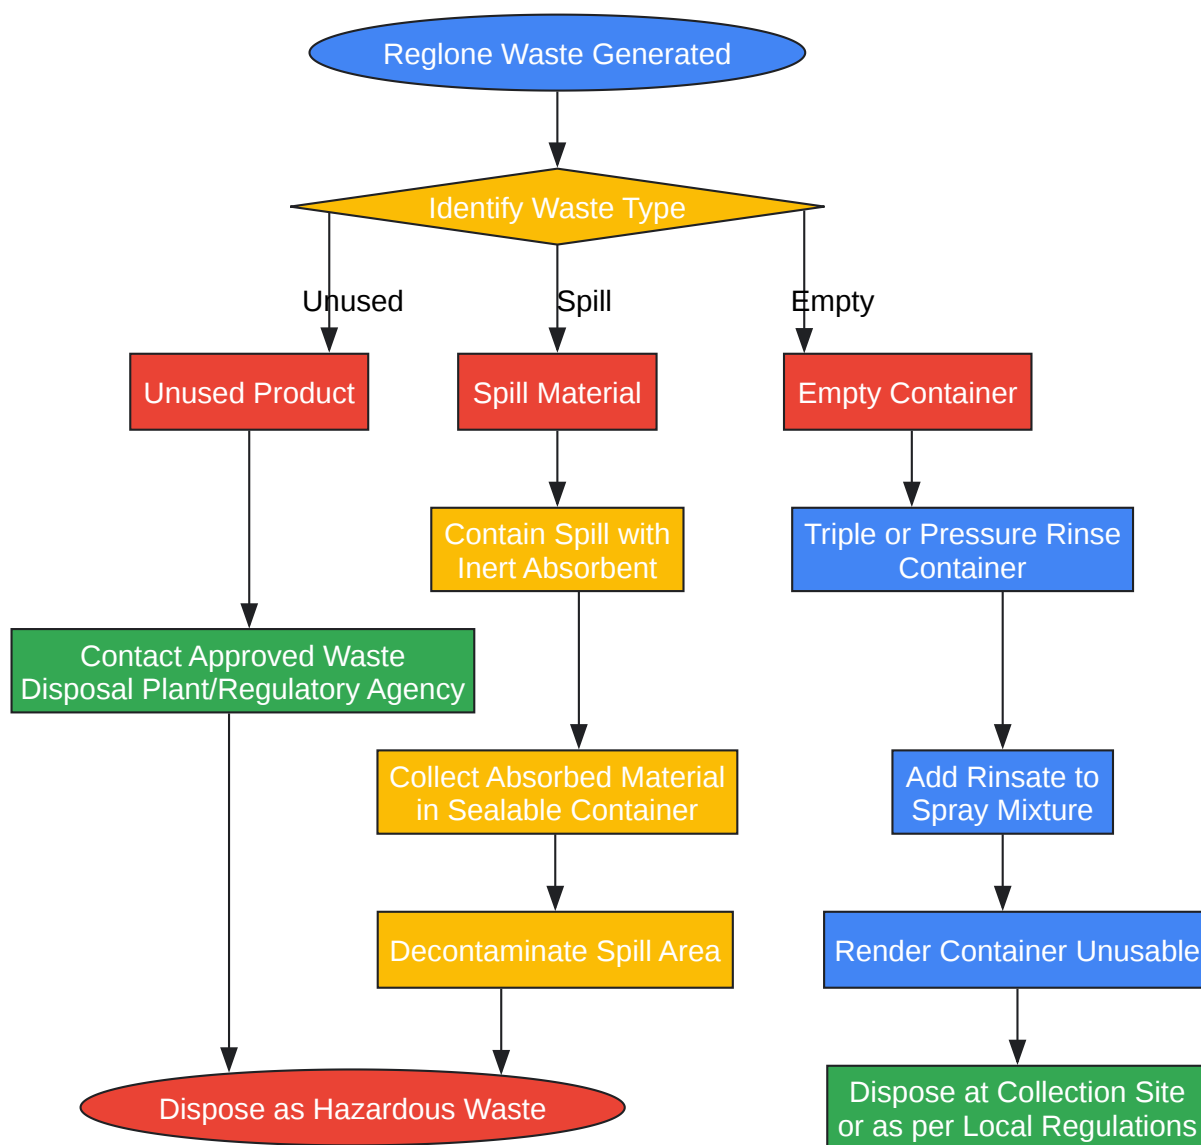 Reglone Waste Generated
Identify Waste Type
Unused
Spill
Empty
Unused Product
Spill Material
Empty Container
Contain Spill with
Inert Absorbent
Triple or Pressure Rinse
Container
Contact Approved Waste
Disposal Plant/Regulatory Agency
Collect Absorbed Material
in Sealable Container
Add Rinsate to
Spray Mixture
Decontaminate Spill Area
Render Container Unusable
Dispose as Hazardous Waste
Dispose at Collection Site
or as per Local Regulations